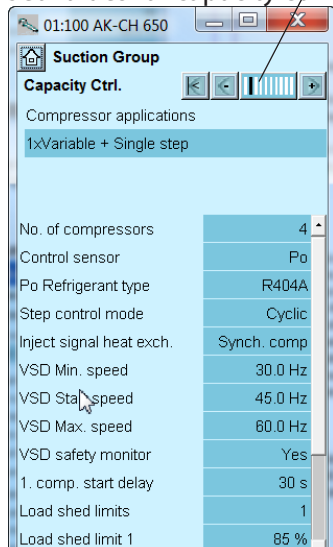 01:100 AK-CH 650
Suction Group
Capacity Ctrl.
Compressor applications
1xVariable + Single step
No. of compressors 4
Control sensor Po
Po Refrigerant type R404A
Step control mode Cyclic
Inject signal heat exch. Synch. comp
VSD Min. speed 30.0 Hz
VSD speed 45.0 Hz
VSD Max. speed 60.0 Hz
VSD safety monitor Yes
1. comp. start delay 30 s
Load shed limits 1
Load shed limit 1 85 %